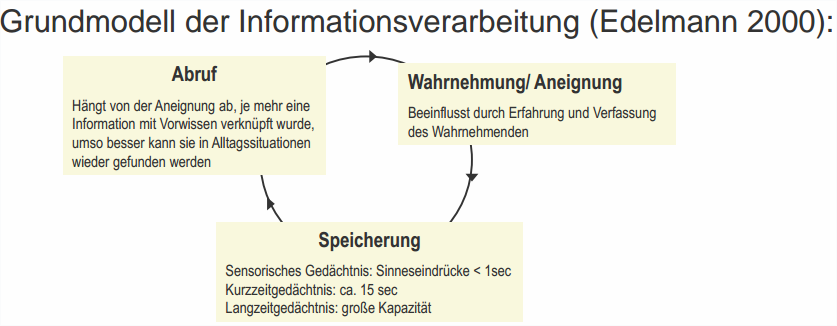 Grundmodell der Informationsverarbeitung (Edelmann 2000):
Abruf
Hängt von der Aneignung ab, je mehr eine
Information mit Vorwissen verknüpft wurde,
umso besser kann sie in Alltagssituationen
wieder gefunden werden
Wahrnehmung/ Aneignung
Beeinflusst durch Erfahrung und Verfassung
des Wahrnehmenden
Speicherung
Sensorisches Gedächtnis: Sinneseindrücke < 1sec
Kurzzeitgedächtnis: ca. 15 sec
Langzeitgedächtnis: große Kapazität